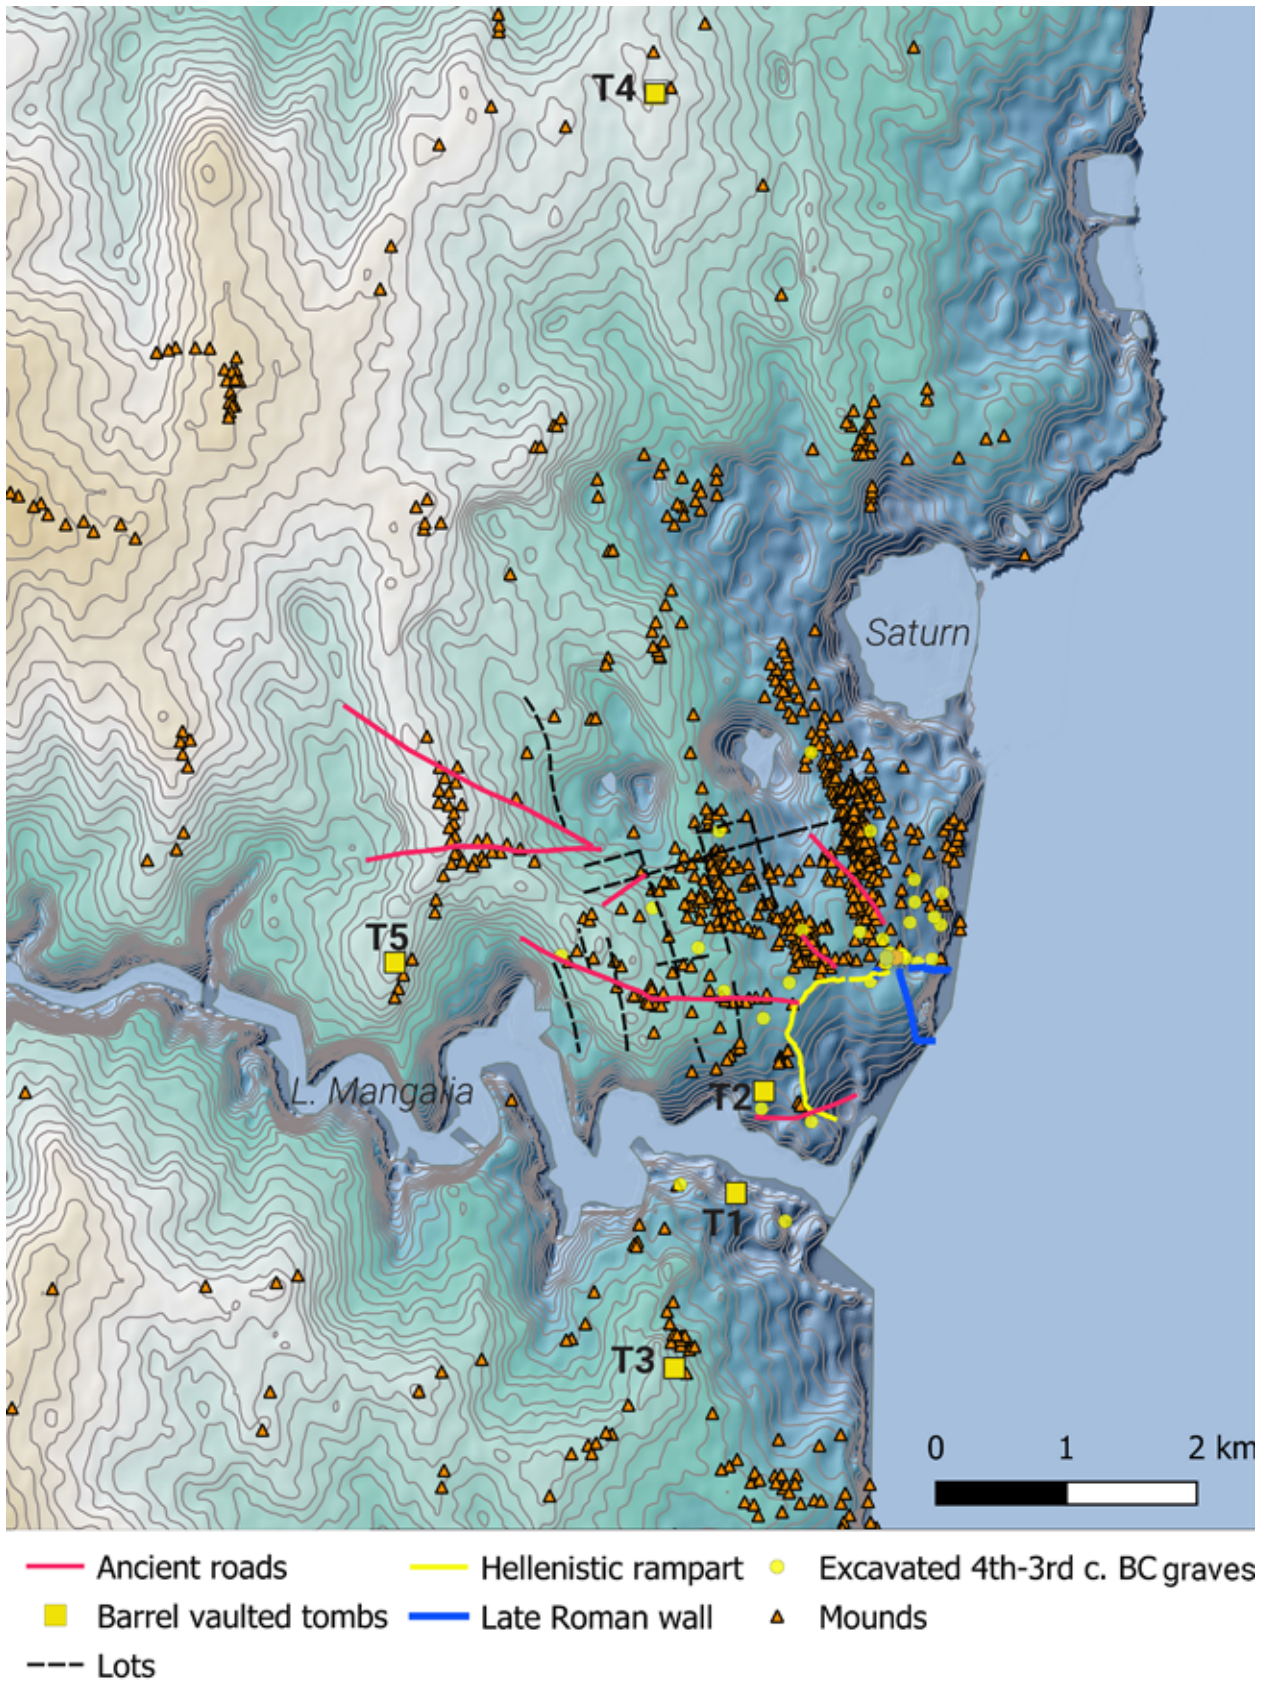 T4
Saturn
T5
L. Mangalia
T2
T1
T3
0 1 2 km
Ancient roads
Hellenistic rampart
Excavated 4th-3rd c. BC graves
Barrel vaulted tombs
Late Roman wall
Mounds
Lots